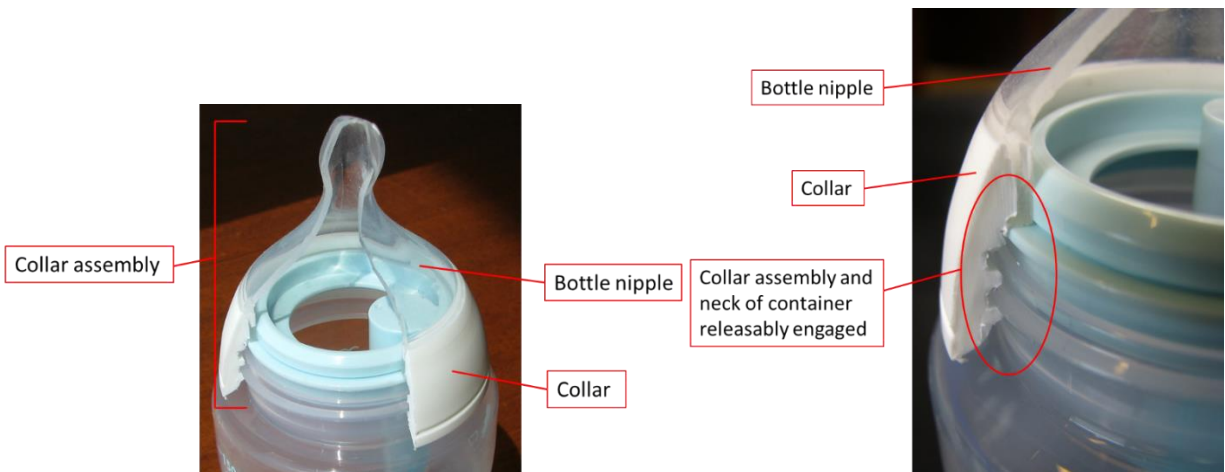 Collar assembly
Bottle nipple
Collar
Bottle nipple
Collar
Collar assembly and
neck of container
releasably engaged